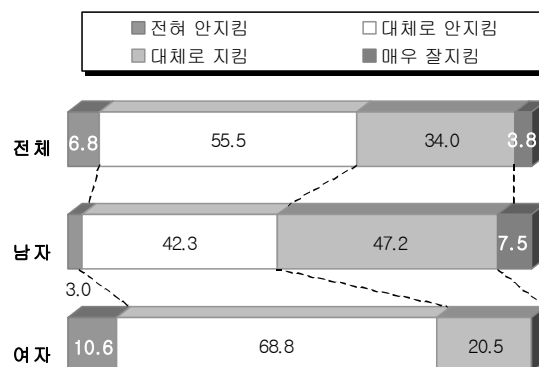 전혀 안지킴 대체로 안지킴
대체로 지킴 매우 잘지킴
전체 6.8 55.5 34.0 3.8
남자 42.3 47.2 7.5
3.0
여자 10.6 68.8 20.5